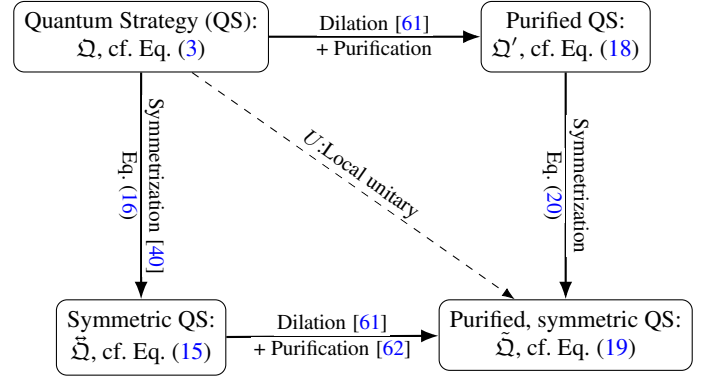 Quantum Strategy (QS):
𝔔, cf. Eq. (3)
Dilation [61]
+ Purification
Purified QS:
𝔔′, cf. Eq. (18)
Symmetrization [40]
Eq. (16)
U:Local unitary
Symmetrization
Eq. (20)
Symmetric QS:
𝔔̈, cf. Eq. (15)
Dilation [61]
+ Purification [62]
Purified, symmetric QS:
𝔔̃, cf. Eq. (19)